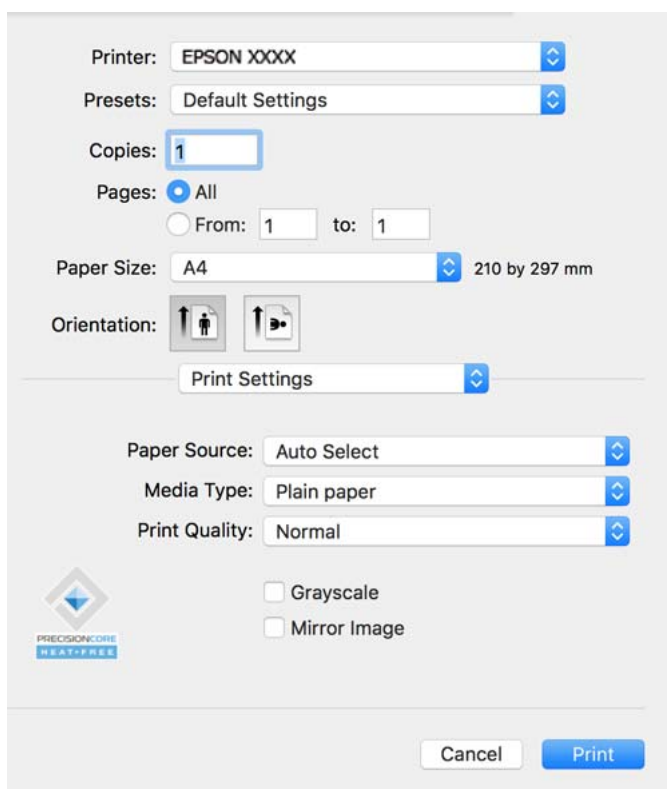 Printer: EPSON XXXX
Presets: Default Settings
Copies: 1
Pages: All
From: 1 to: 1
Paper Size: A4 210 by 297 mm
Orientation:
Print Settings
Paper Source: Auto Select
Media Type: Plain paper
Print Quality: Normal
Grayscale
Mirror Image
PRECISIONCORE
HEAT-FREE
Cancel Print